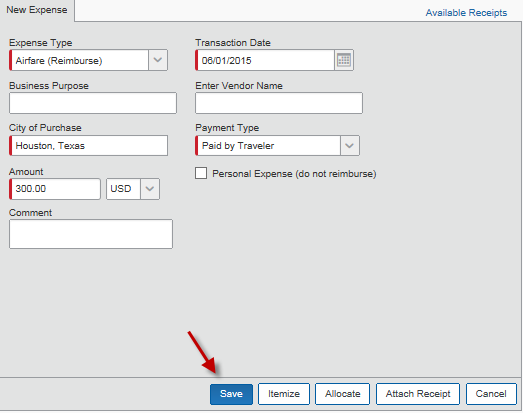 New Expense
Available Receipts
Expense Type
Transaction Date
Airfare (Reimburse)
06/01/2015
Business Purpose
Enter Vendor Name
City of Purchase
Payment Type
Houston, Texas
Paid by Traveler
Amount
300.00
USD
Personal Expense (do not reimburse)
Comment
Save
Itemize
Allocate
Attach Receipt
Cancel